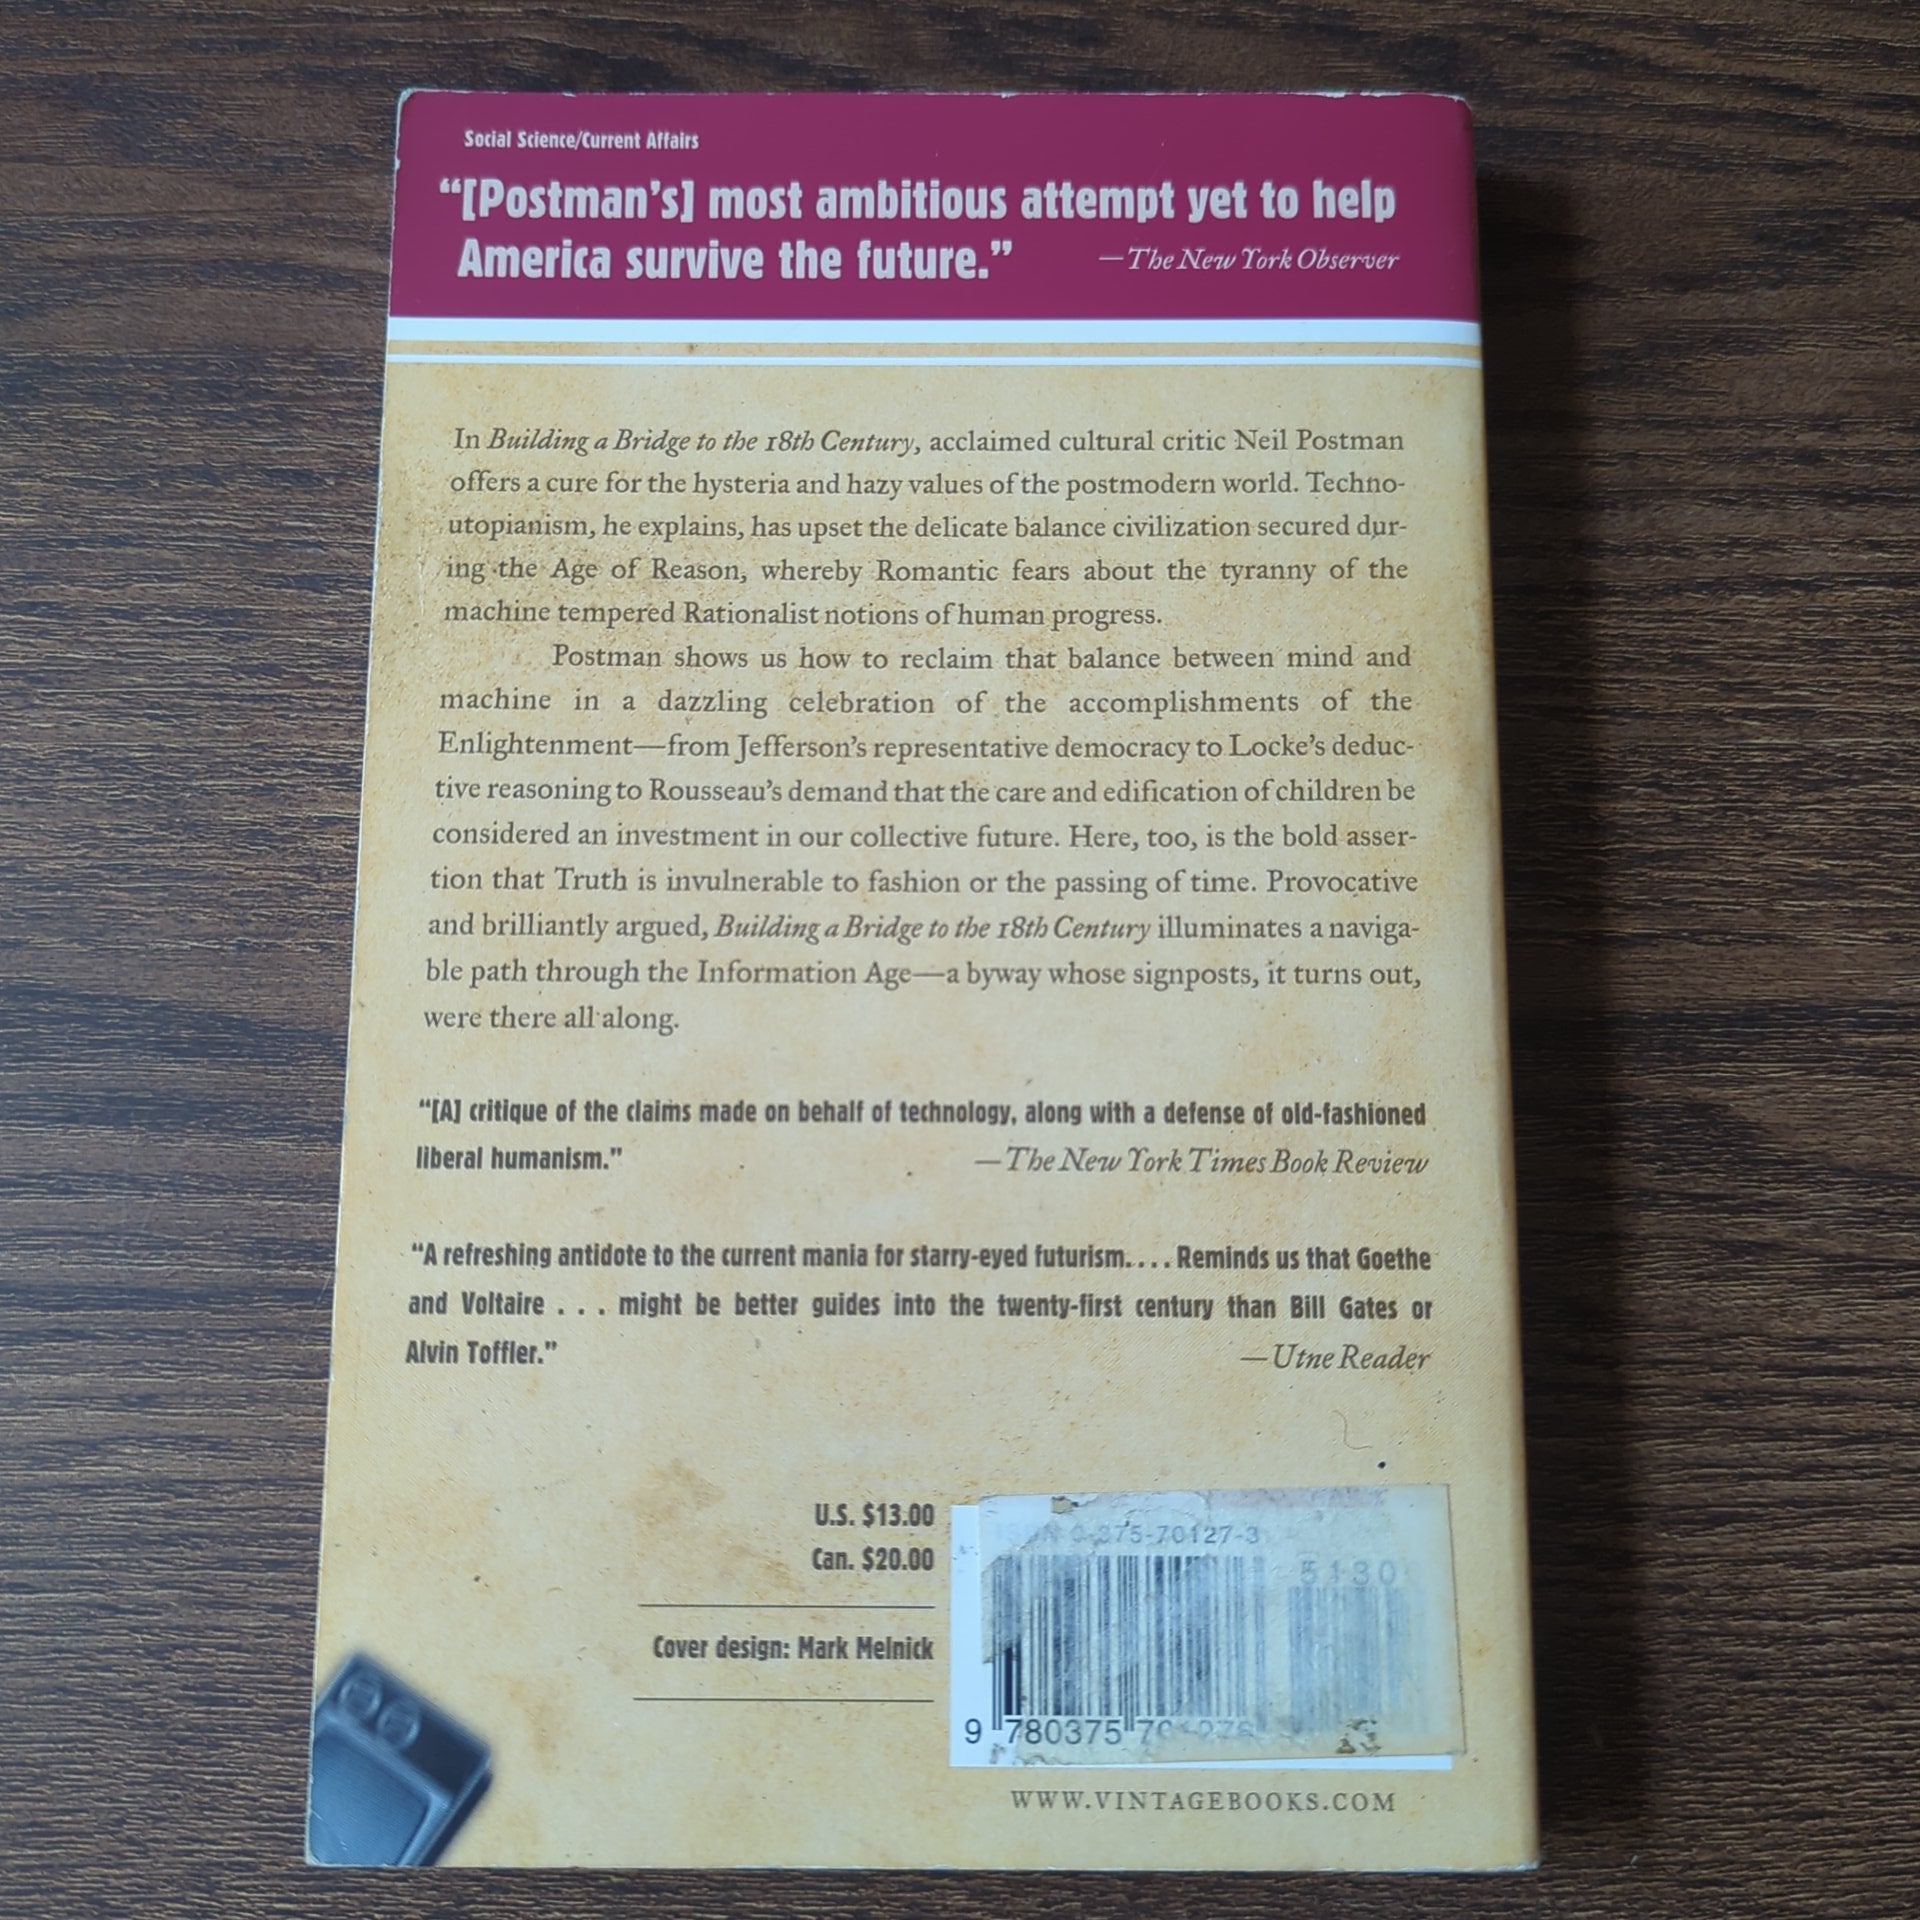 Social Science/Current Affairs
“[Postman’s] most ambitious attempt yet to help
America survive the future.” —The New York Observer
In Building a Bridge to the 18th Century, acclaimed cultural critic Neil Postman
offers a cure for the hysteria and hazy values of the postmodern world. Techno-
utopianism, he explains, has upset the delicate balance civilization secured dur-
ing the Age of Reason, whereby Romantic fears about the tyranny of the
machine tempered Rationalist notions of human progress.
Postman shows us how to reclaim that balance between mind and
machine in a dazzling celebration of the accomplishments of the
Enlightenment—from Jefferson’s representative democracy to Locke’s deduc-
tive reasoning to Rousseau’s demand that the care and edification of children be
considered an investment in our collective future. Here, too, is the bold asser-
tion that Truth is invulnerable to fashion or the passing of time. Provocative
and brilliantly argued, Building a Bridge to the 18th Century illuminates a naviga-
ble path through the Information Age—a byway whose signposts, it turns out,
were there all along.
“[A] critique of the claims made on behalf of technology, along with a defense of old-fashioned
liberal humanism.” —The New York Times Book Review
“A refreshing antidote to the current mania for starry-eyed futurism. . . . Reminds us that Goethe
and Voltaire . . . might be better guides into the twenty-first century than Bill Gates or
Alvin Toffler.” —Utne Reader
U.S. $13.00
Can. $20.00
Cover design: Mark Melnick
ISBN 0-375-70127-3
5130
9 780375 701276
WWW.VINTAGEBOOKS.COM